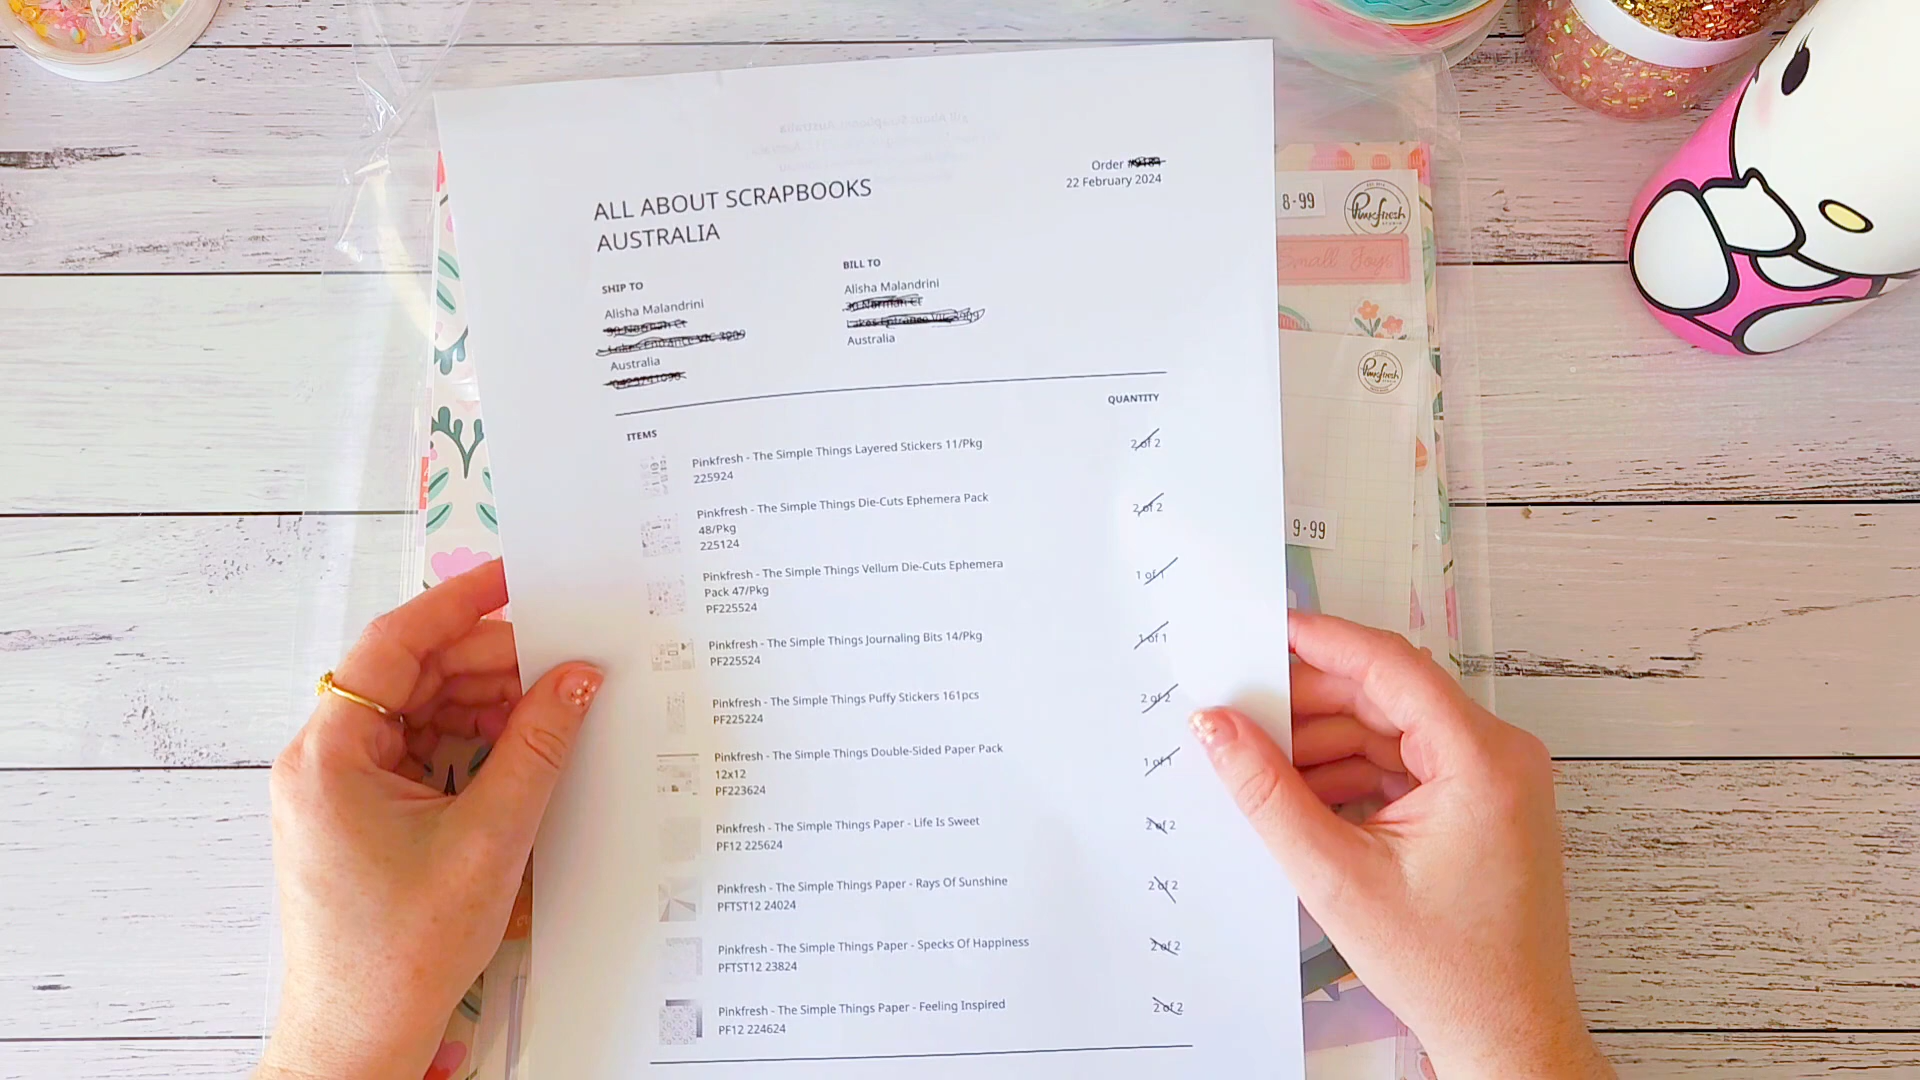 ALL ABOUT SCRAPBOOKS
AUSTRALIA
Order
22 February 2024
SHIP TO
Alisha Malandrini
Australia
BILL TO
Alisha Malandrini
Australia
ITEMS
QUANTITY
Pinkfresh - The Simple Things Layered Stickers 11/Pkg
225924
2 of 2
Pinkfresh - The Simple Things Die-Cuts Ephemera Pack
48/Pkg
225124
2 of 2
Pinkfresh - The Simple Things Vellum Die-Cuts Ephemera
Pack 47/Pkg
PF225524
1 of 1
Pinkfresh - The Simple Things Journaling Bits 14/Pkg
PF225524
1 of 1
Pinkfresh - The Simple Things Puffy Stickers 161pcs
PF225224
2 of 2
Pinkfresh - The Simple Things Double-Sided Paper Pack
12x12
PF223624
1 of 1
Pinkfresh - The Simple Things Paper - Life Is Sweet
PF12 225624
2 of 2
Pinkfresh - The Simple Things Paper - Rays Of Sunshine
PFTST12 24024
2 of 2
Pinkfresh - The Simple Things Paper - Specks Of Happiness
PFTST12 23824
2 of 2
Pinkfresh - The Simple Things Paper - Feeling Inspired
PF12 224624
2 of 2
8-99
Pinkfresh
Small Joys
Pinkfresh
9-99